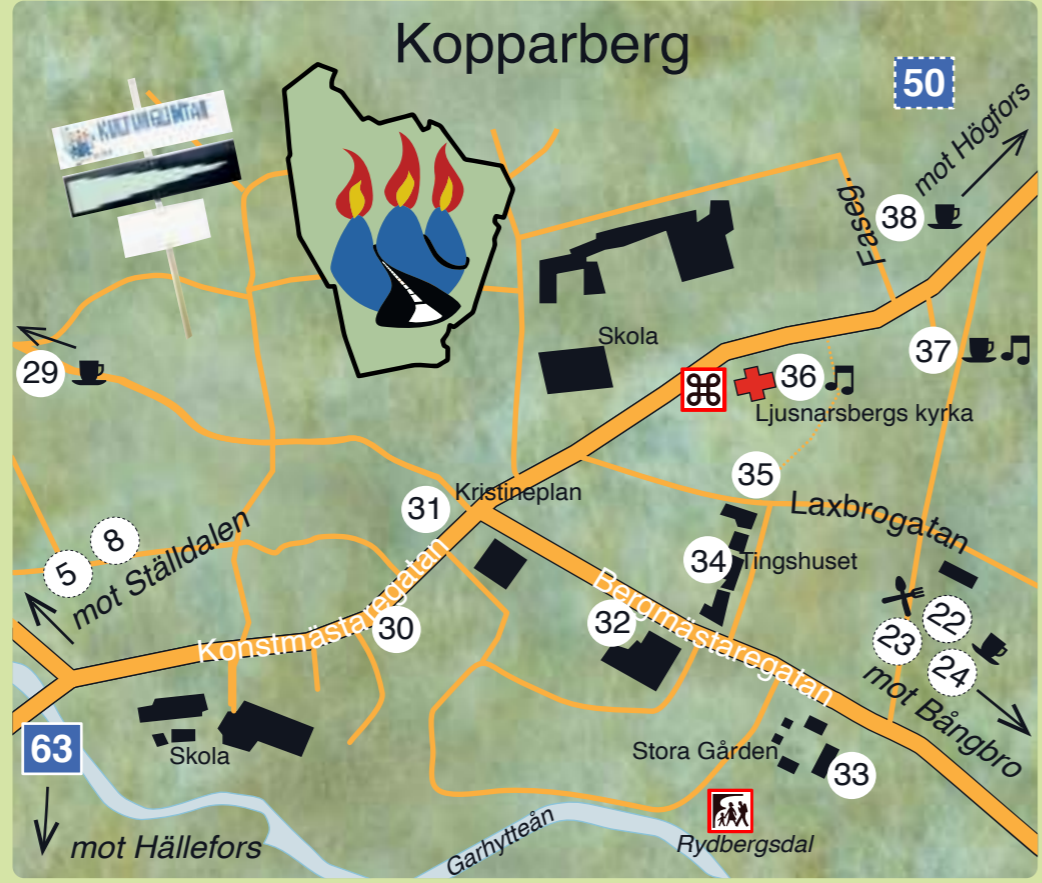 Kopparberg
50
mot Högfors
Faseg.
38
Skola
37
29
36
Ljusnarsbergs kyrka
35
Kristineplan
31
Laxbrogatan
8
5
mot Ställdalen
34
Tingshuset
Konstmästaregatan
30
Bergmästaregatan
32
22
23
24
mot Bångbro
63
Skola
Stora Gården
33
mot Hällefors
Garhytteån
Rydbergsdal